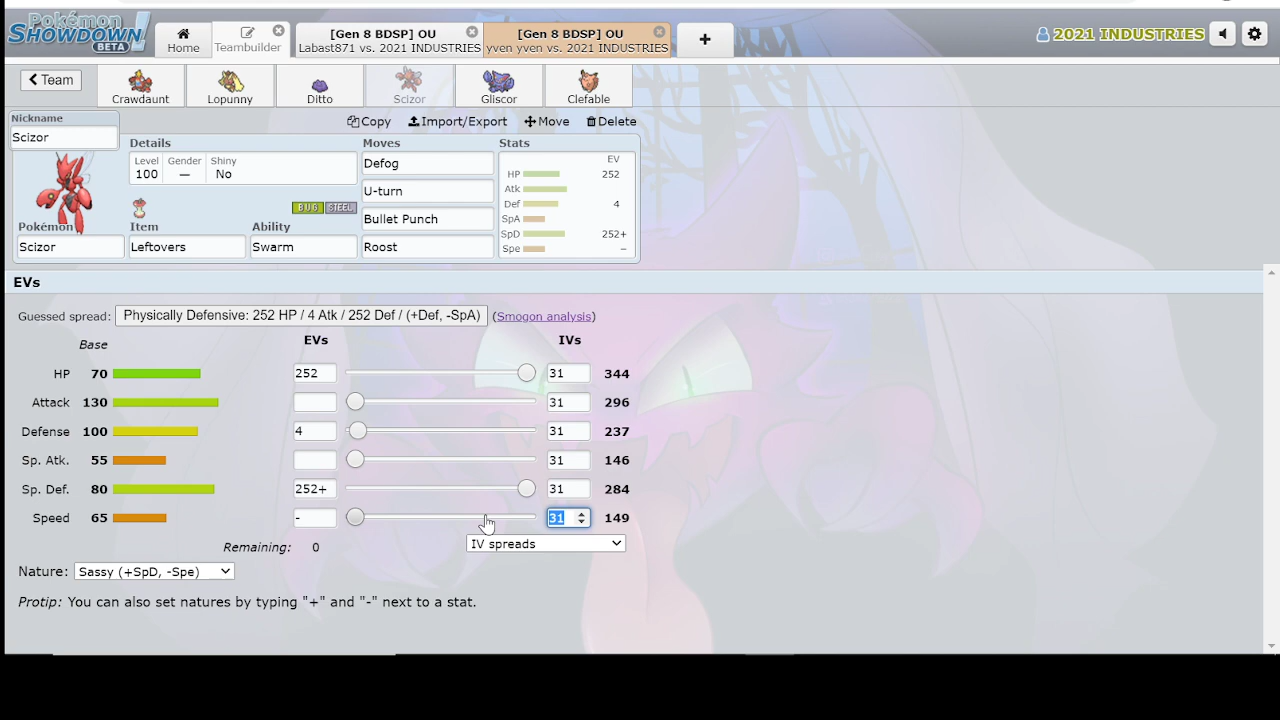 Pokémon
SHOWDOWN!
BETA
Home
Teambuilder
[Gen 8 BDSP] OU
Labast671 vs. 2021 INDUSTRIES
[Gen 8 BDSP] OU
yven yven vs. 2021 INDUSTRIES
+
2021 INDUSTRIES
Team
Crawdaunt
Lopunny
Ditto
Scizor
Gliscor
Clefable
Copy
Import/Export
Move
Delete
Nickname
Scizor
Details
Level
100
Gender
—
Shiny
No
BUG
STEEL
Pokémon
Scizor
Item
Leftovers
Ability
Swarm
Moves
Defog
U-turn
Bullet Punch
Roost
Stats
EV
HP 252
Atk
Def 4
SpA
SpD 252+
Spe –
EVs
Guessed spread: Physically Defensive: 252 HP / 4 Atk / 252 Def / (+Def, -SpA) (Smogon analysis)
Base EVs IVs
HP 70 252 31 344
Attack 130 31 296
Defense 100 4 31 237
Sp. Atk. 55 31 146
Sp. Def. 80 252+ 31 284
Speed 65 - 31 149
Remaining: 0
IV spreads
Nature: Sassy (+SpD, -Spe)
Protip: You can also set natures by typing "+" and "-" next to a stat.